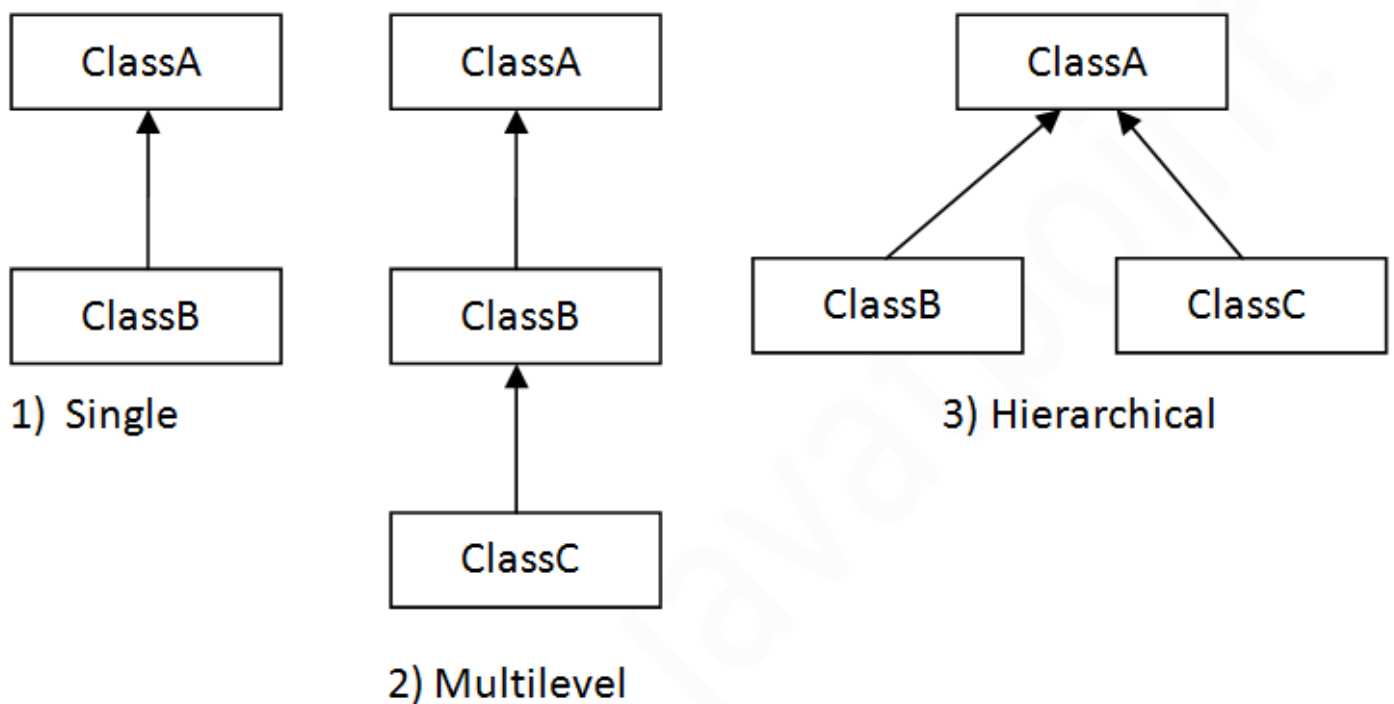 ClassA
ClassB
1) Single
ClassA
ClassB
ClassC
2) Multilevel
ClassA
ClassB
ClassC
3) Hierarchical